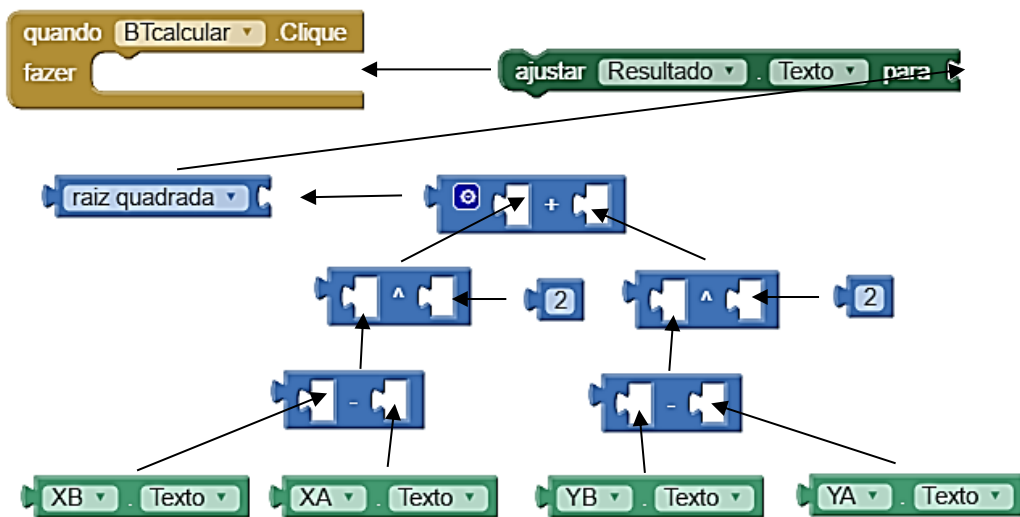 quando BTcalcular .Clique
fazer
ajustar Resultado . Texto para
raiz quadrada
+
^ 2
^ 2
-
-
XB . Texto
XA . Texto
YB . Texto
YA . Texto